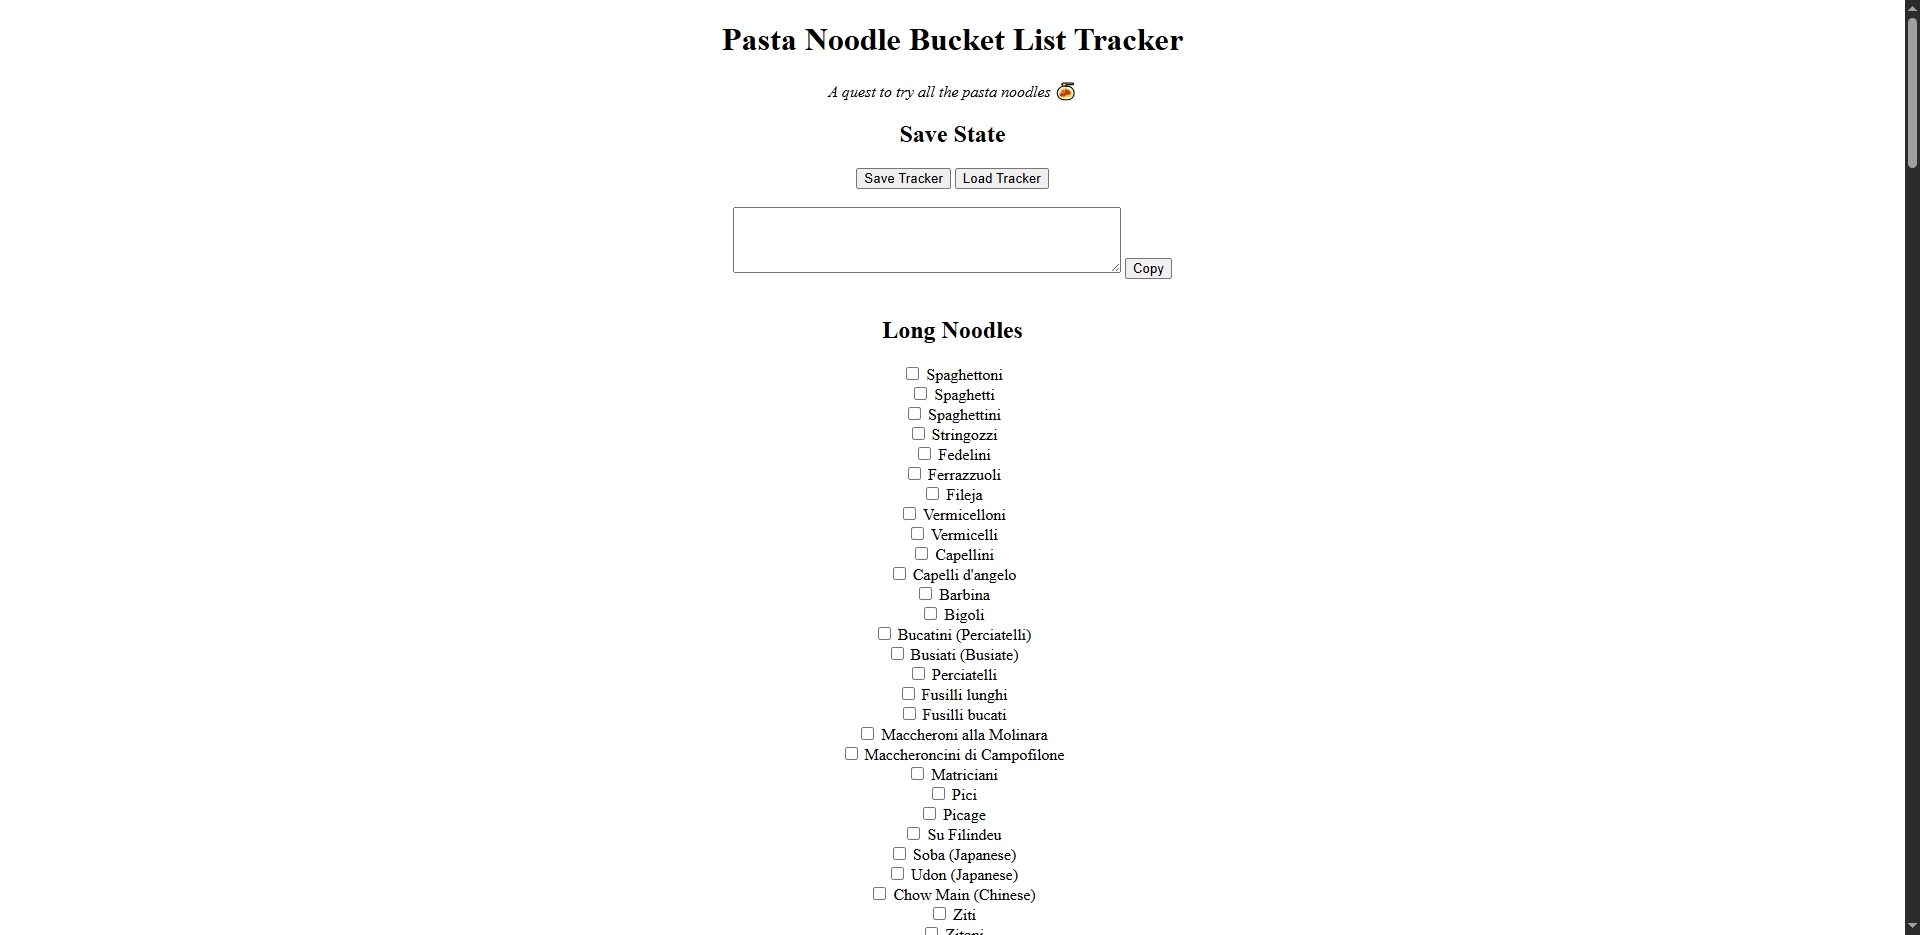 Pasta Noodle Bucket List Tracker
A quest to try all the pasta noodles 🍝
Save State
Save Tracker Load Tracker
Copy
Long Noodles
Spaghettoni
Spaghetti
Spaghettini
Stringozzi
Fedelini
Ferrazzuoli
Fileja
Vermicelloni
Vermicelli
Capellini
Capelli d'angelo
Barbina
Bigoli
Bucatini (Perciatelli)
Busiati (Busiate)
Perciatelli
Fusilli lunghi
Fusilli bucati
Maccheroni alla Molinara
Maccheroncini di Campofilone
Matriciani
Pici
Picage
Su Filindeu
Soba (Japanese)
Udon (Japanese)
Chow Main (Chinese)
Ziti